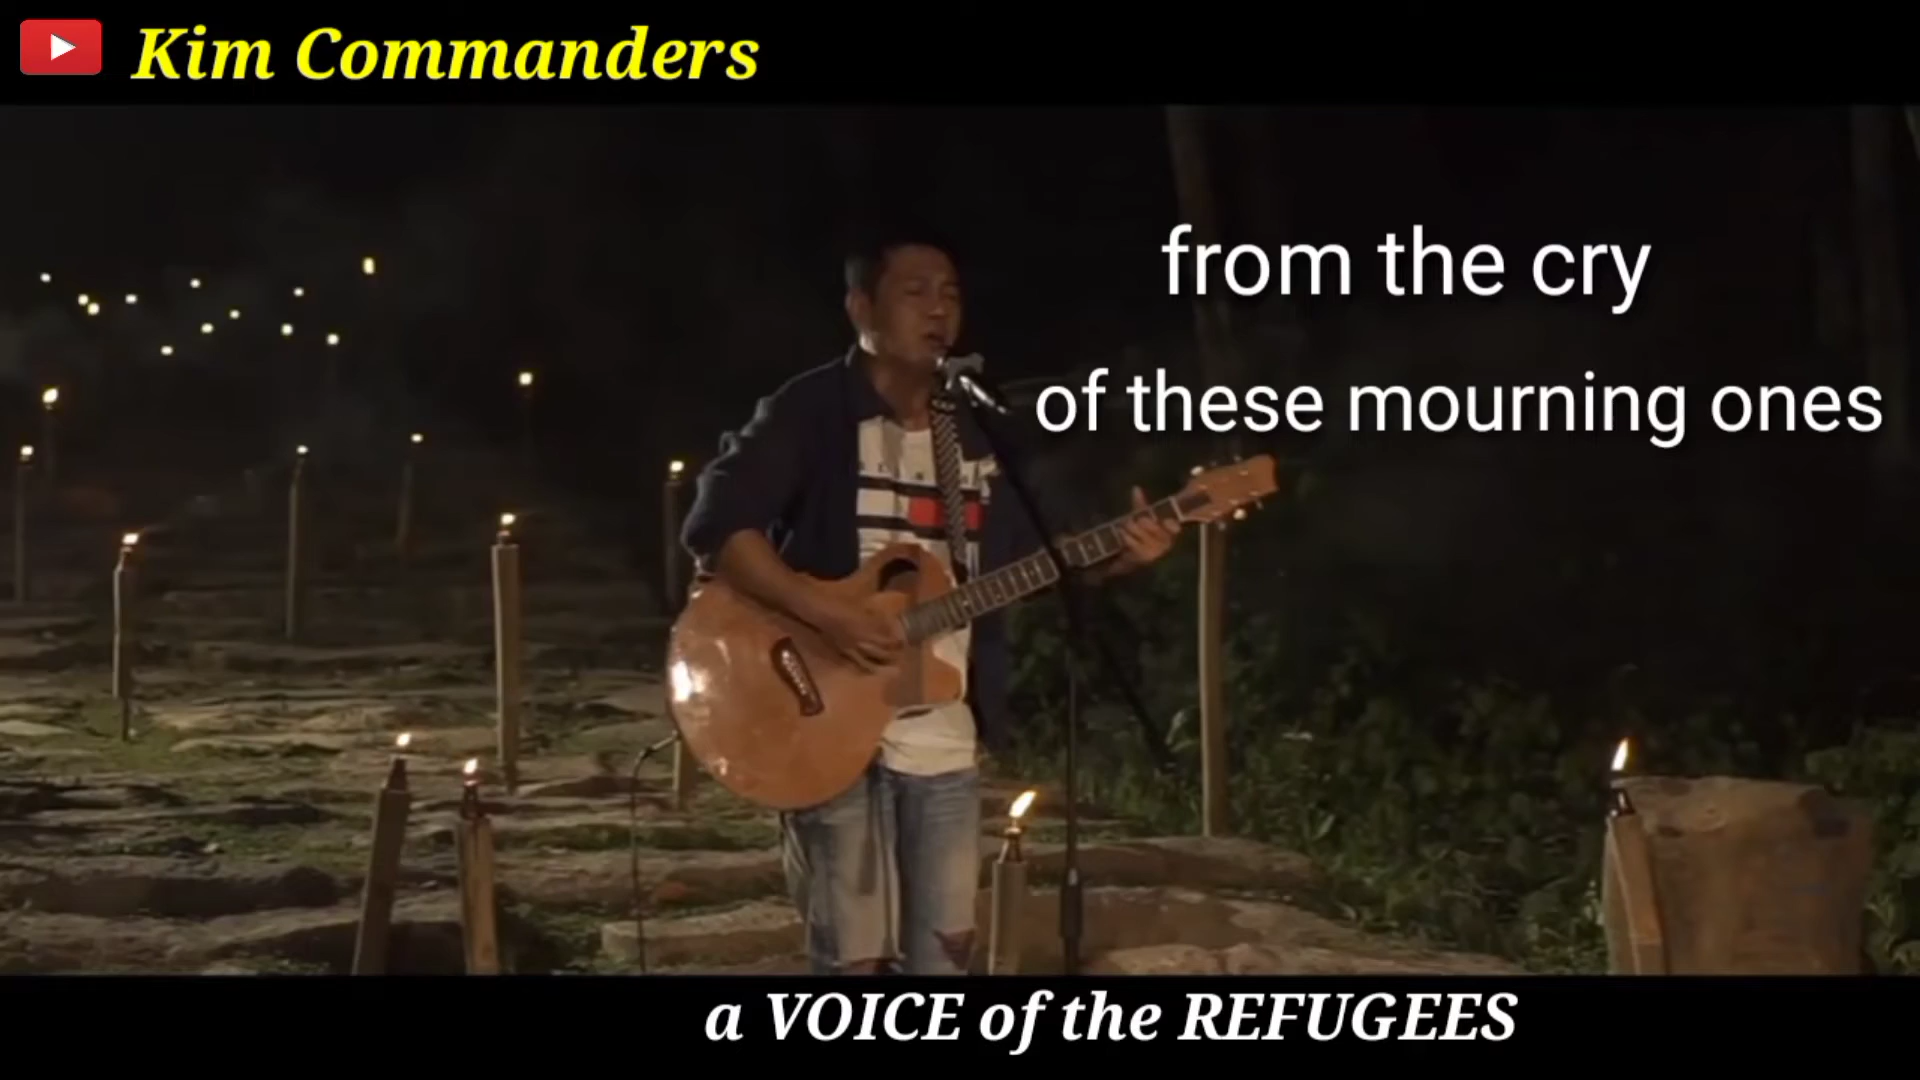 Kim Commanders
from the cry
of these mourning ones
a VOICE of the REFUGEES